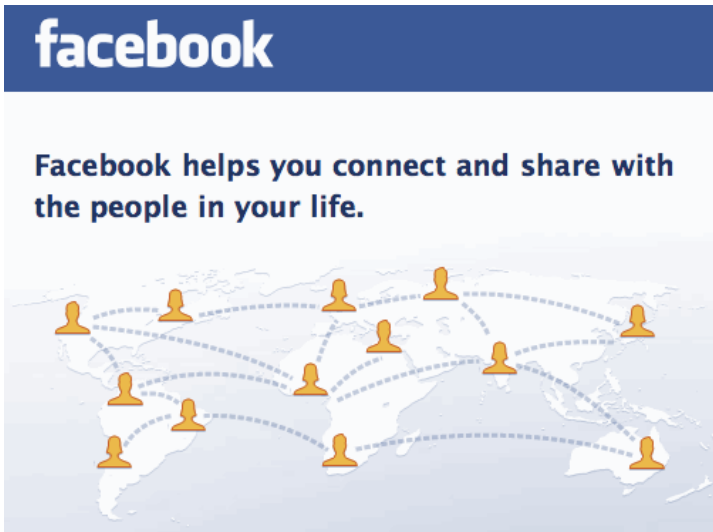 facebook
Facebook helps you connect and share with
the people in your life.